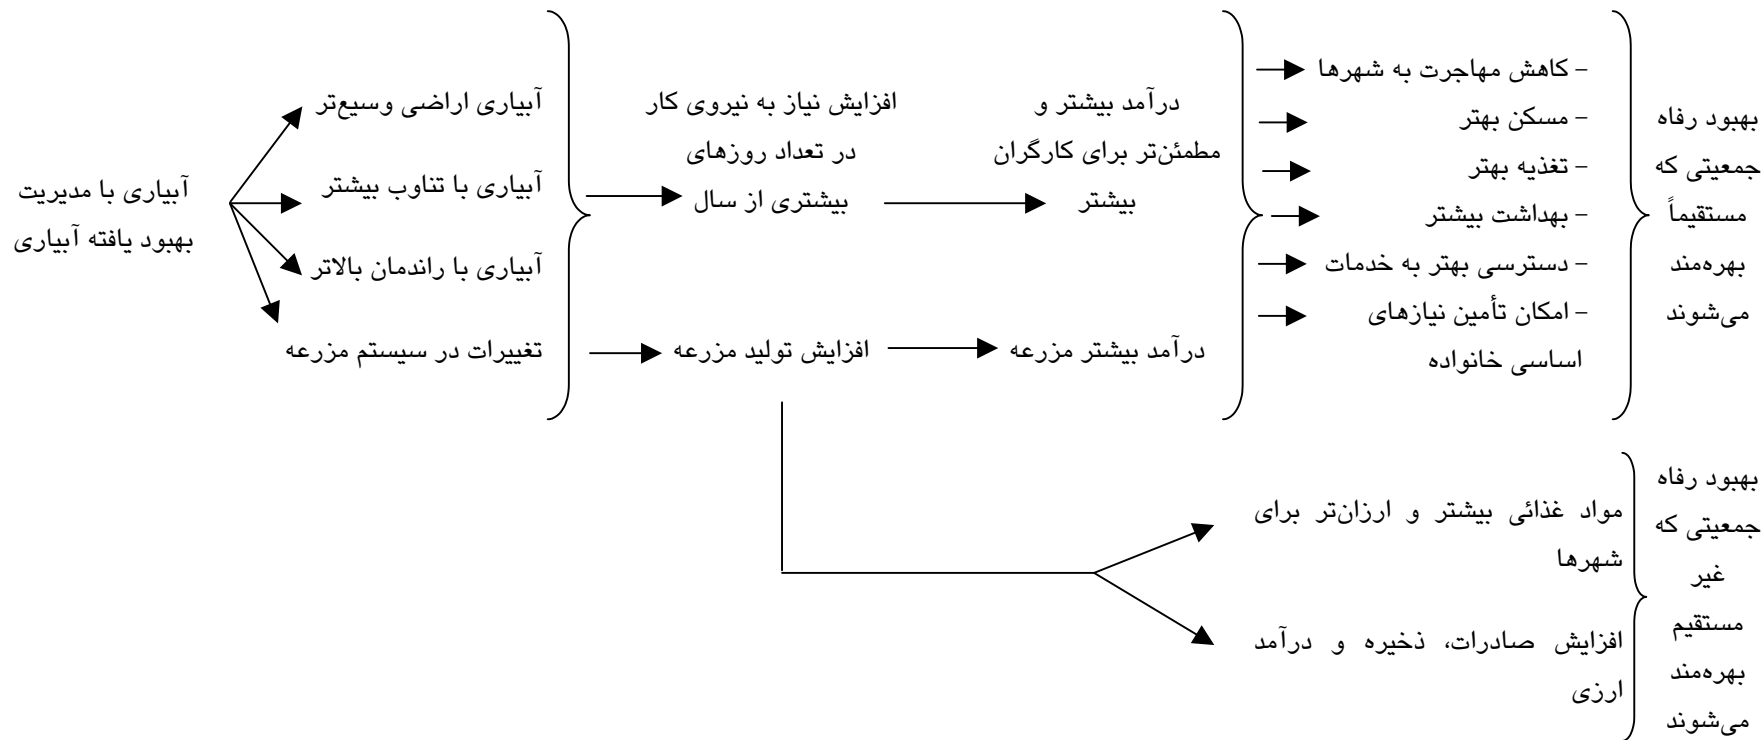 آبیاری با مدیریت
بهبود یافته آبیاری
آبیاری اراضی وسیع‌تر
آبیاری با تناوب بیشتر
آبیاری با راندمان بالاتر
تغییرات در سیستم مزرعه
افزایش نیاز به نیروی کار
در تعداد روزهای
بیشتری از سال
افزایش تولید مزرعه
درآمد بیشتر و
مطمئن‌تر برای کارگران
بیشتر
درآمد بیشتر مزرعه
– کاهش مهاجرت به شهرها
– مسکن بهتر
– تغذیه بهتر
– بهداشت بیشتر
– دسترسی بهتر به خدمات
– امکان تأمین نیازهای
اساسی خانواده
بهبود رفاه
جمعیتی که
مستقیماً
بهره‌مند
می‌شوند
مواد غذائی بیشتر و ارزان‌تر برای
شهرها
افزایش صادرات، ذخیره و درآمد
ارزی
بهبود رفاه
جمعیتی که
غیر
مستقیم
بهره‌مند
می‌شوند